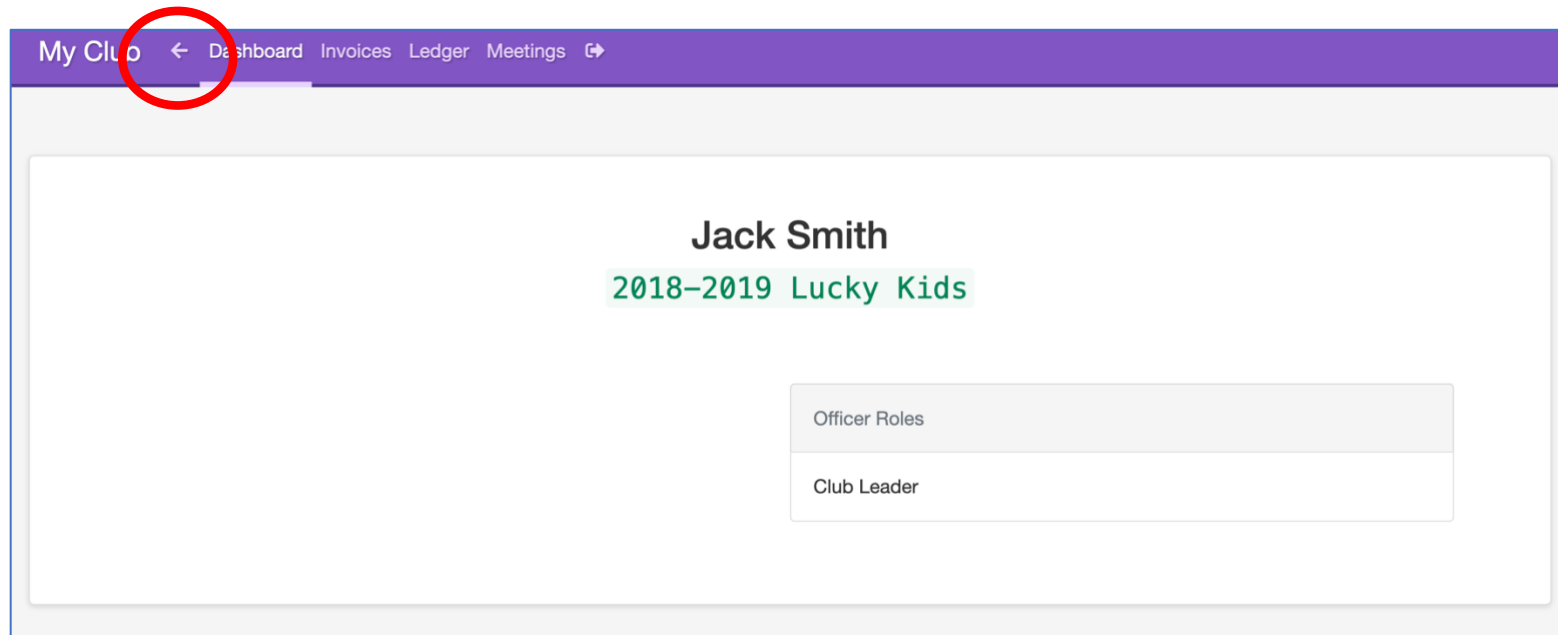 My Club Dashboard Invoices Ledger Meetings
Jack Smith
2018–2019 Lucky Kids
Officer Roles
Club Leader